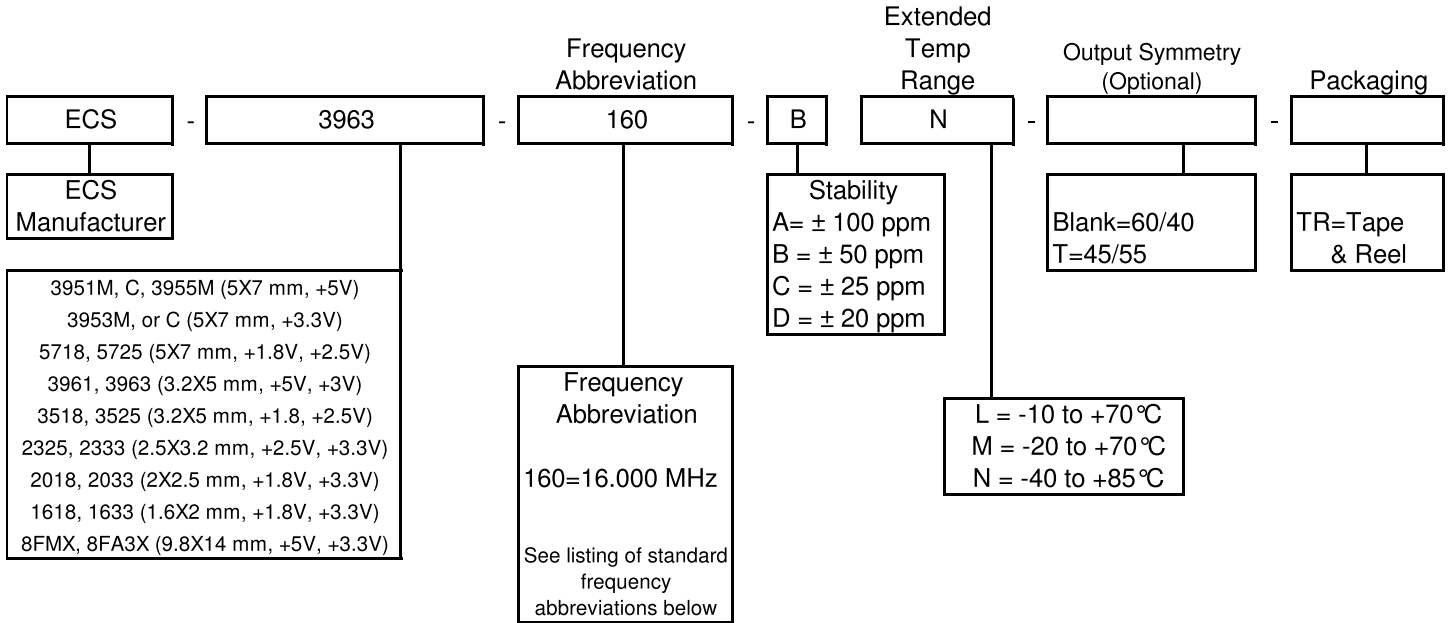 Extended
Frequency Temp Output Symmetry
Abbreviation Range (Optional) Packaging
ECS - 3963 - 160 - B N - -
ECS
Manufacturer
3951M, C, 3955M (5X7 mm, +5V)
3953M, or C (5X7 mm, +3.3V)
5718, 5725 (5X7 mm, +1.8V, +2.5V)
3961, 3963 (3.2X5 mm, +5V, +3V)
3518, 3525 (3.2X5 mm, +1.8, +2.5V)
2325, 2333 (2.5X3.2 mm, +2.5V, +3.3V)
2018, 2033 (2X2.5 mm, +1.8V, +3.3V)
1618, 1633 (1.6X2 mm, +1.8V, +3.3V)
8FMX, 8FA3X (9.8X14 mm, +5V, +3.3V)
Frequency
Abbreviation
160=16.000 MHz
See listing of standard
frequency
abbreviations below
Stability
A= ± 100 ppm
B = ± 50 ppm
C = ± 25 ppm
D = ± 20 ppm
L = -10 to +70°C
M = -20 to +70°C
N = -40 to +85°C
Blank=60/40
T=45/55
TR=Tape
& Reel